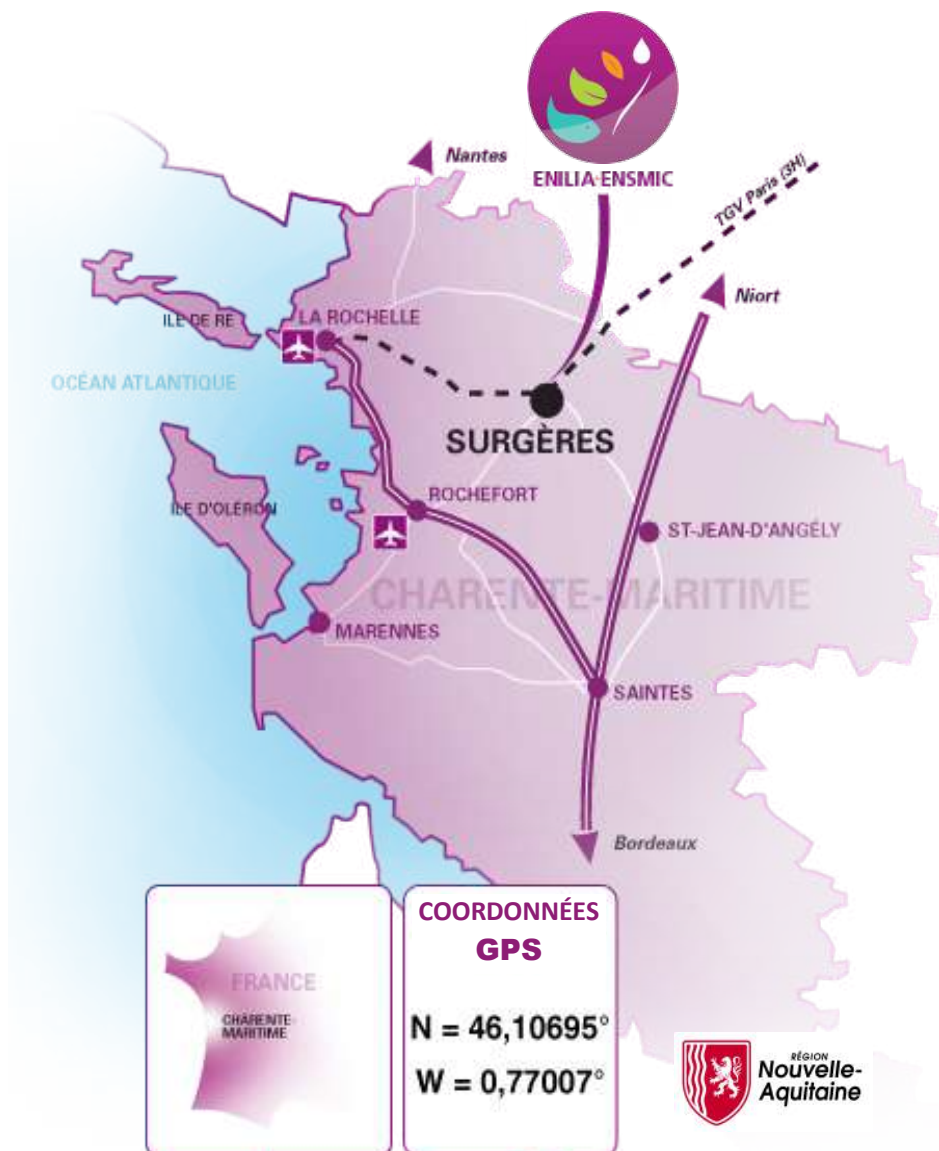 Nantes
ENILIA-ENSMIC
TGV Paris (3H)
Niort
ILE DE RE
LA ROCHELLE
OCÉAN ATLANTIQUE
SURGÈRES
ILE D'OLÉRON
ROCHEFORT
ST-JEAN-D'ANGÉLY
CHARENTE-MARITIME
MARENNES
SAINTES
Bordeaux
FRANCE
CHARENTE-
MARITIME
COORDONNÉES
GPS
N = 46,10695°
W = 0,77007°
RÉGION
Nouvelle-
Aquitaine